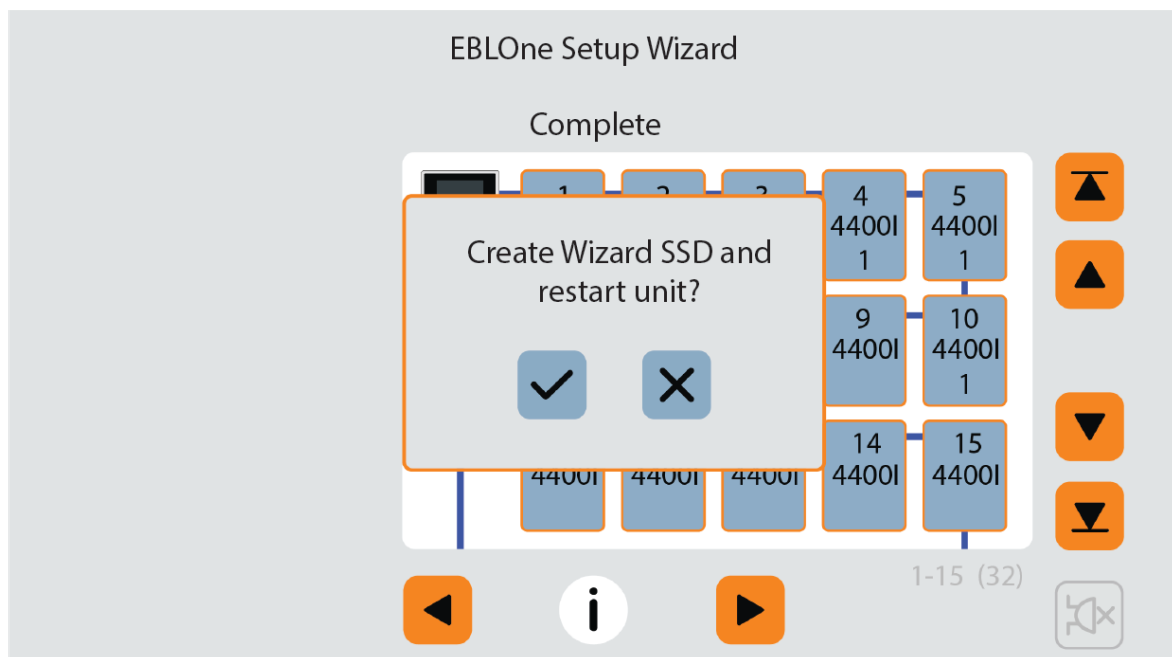 EBLOne Setup Wizard
Complete
4
4400I
1
5
4400I
1
Create Wizard SSD and
restart unit?
9
4400I
10
4400I
1
14
4400I
15
4400I
4400I
4400I
4400I
1-15 (32)
i